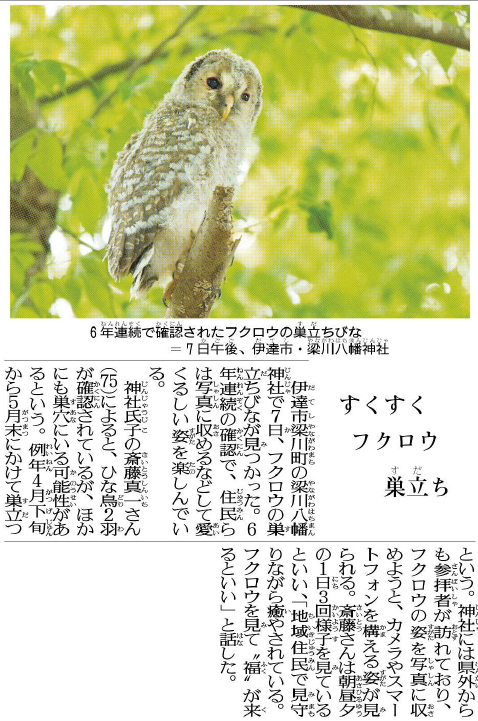 6年連続で確認されたフクロウの巣立ちびな
＝7日午後、伊達市・梁川八幡神社
すくすく
フクロウ
巣立ち
伊達市梁川町の梁川八幡
神社で7日、フクロウの巣
立ちびなが見つかった。6
年連続の確認で、住民ら
は写真に収めるなどして愛
くるしい姿を楽しんでい
る。
神社氏子の斎藤真一さん
(75)によると、ひな鳥2羽
が確認されているが、ほか
にも巣穴にいる可能性があ
るという。例年4月下旬
から5月末にかけて巣立つ
という。神社には県外から
も参拝者が訪れており、
フクロウの姿を写真に収
めようと、カメラやスマー
トフォンを構える姿が見
られる。斎藤さんは朝昼夕
の1日3回様子を見ている
といい、「地域住民で見守
りながら癒やされている。
フクロウを見て〝福〟が来
るといい」と話した。